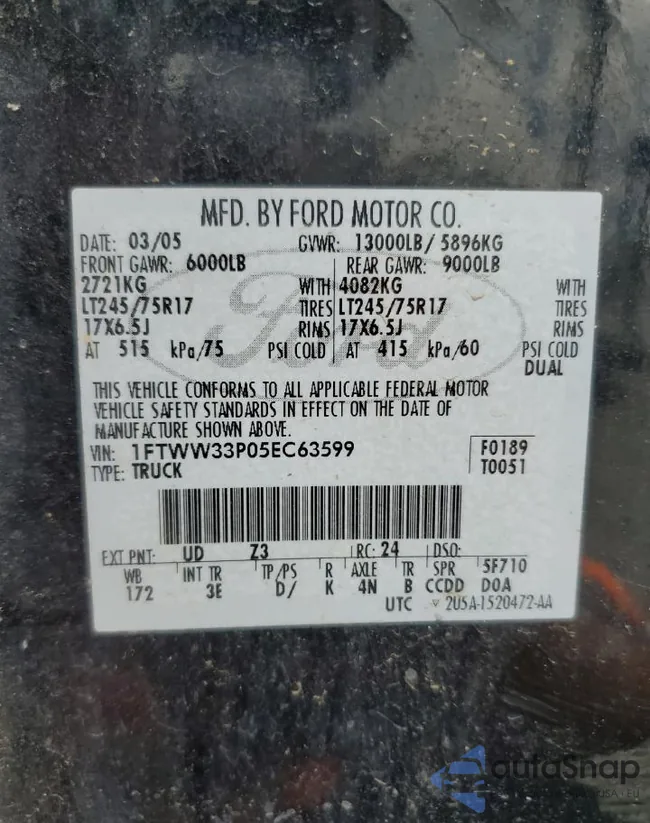 MFD. BY FORD MOTOR CO.
DATE: 03/05 GVWR: 13000LB/ 5896KG
FRONT GAWR: 6000LB REAR GAWR: 9000LB
2721KG WITH 4082KG WITH
LT245/75R17 TIRES LT245/75R17 TIRES
17X6.5J RIMS 17X6.5J RIMS
AT 515 kPa/75 PSI COLD AT 415 kPa/60 PSI COLD
DUAL
THIS VEHICLE CONFORMS TO ALL APPLICABLE FEDERAL MOTOR
VEHICLE SAFETY STANDARDS IN EFFECT ON THE DATE OF
MANUFACTURE SHOWN ABOVE.
VIN: 1FTWW33P05EC63599 F0189
TYPE: TRUCK T0051
EXT PNT: UD Z3 RC: 24 DSO:
WB INT TR TP/PS R AXLE TR SPR 5F710
172 3E D/ K 4N B CCDD DOA
UTC ▽ 2U5A-1520472-AA
Ford
autoSnap